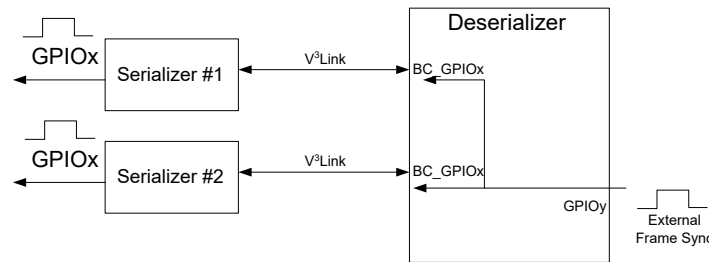 Deserializer
GPIOx
Serializer #1
V³Link
BC_GPIOx
GPIOx
Serializer #2
V³Link
BC_GPIOx
GPIOy
External
Frame Sync